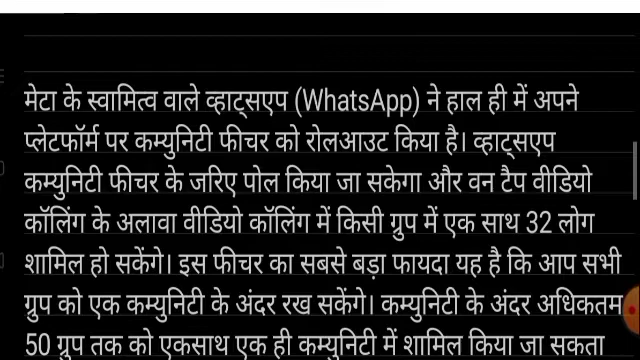 मेटा के स्वामित्व वाले व्हाट्सएप (WhatsApp) ने हाल ही में अपने
प्लेटफॉर्म पर कम्युनिटी फीचर को रोलआउट किया है। व्हाट्सएप
कम्युनिटी फीचर के जरिए पोल किया जा सकेगा और वन टैप वीडियो
कॉलिंग के अलावा वीडियो कॉलिंग में किसी ग्रुप में एक साथ 32 लोग
शामिल हो सकेंगे। इस फीचर का सबसे बड़ा फायदा यह है कि आप सभी
ग्रुप को एक कम्युनिटी के अंदर रख सकेंगे। कम्युनिटी के अंदर अधिकतम
50 ग्रुप तक को एकसाथ एक ही कम्युनिटी में शामिल किया जा सकता